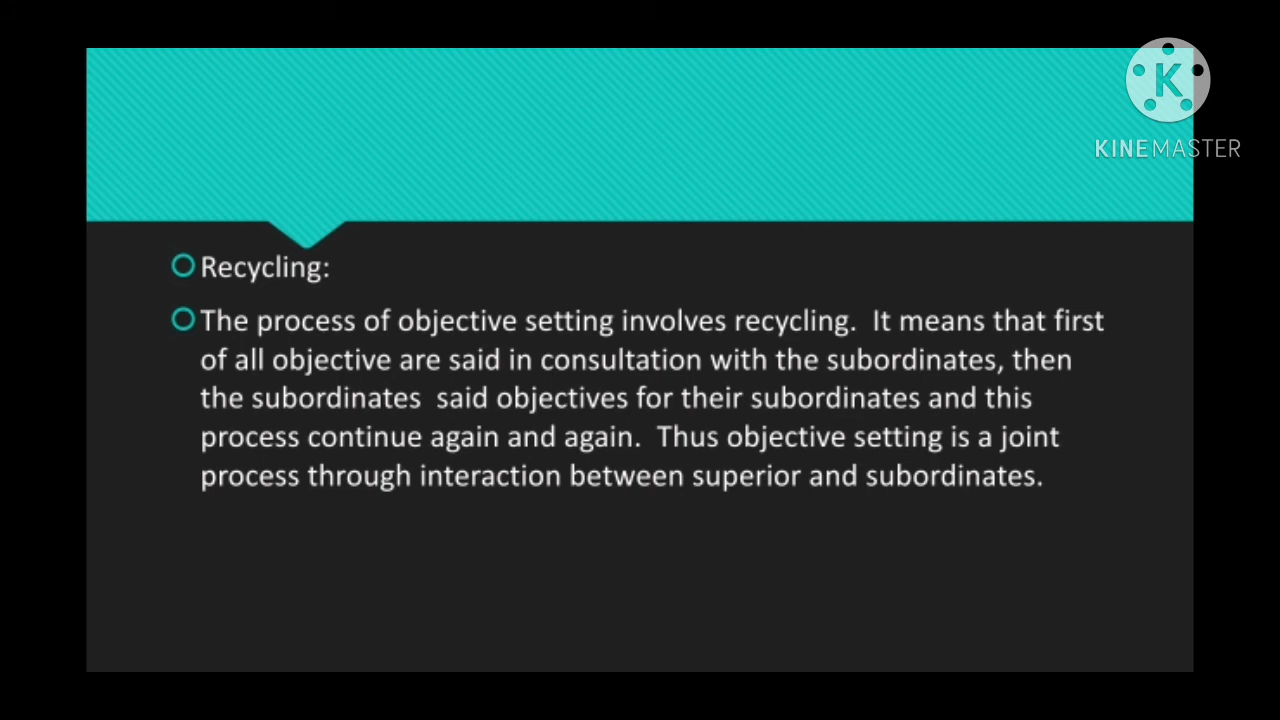 K
KINEMASTER
Recycling:
The process of objective setting involves recycling.  It means that first
of all objective are said in consultation with the subordinates, then
the subordinates  said objectives for their subordinates and this
process continue again and again.  Thus objective setting is a joint
process through interaction between superior and subordinates.